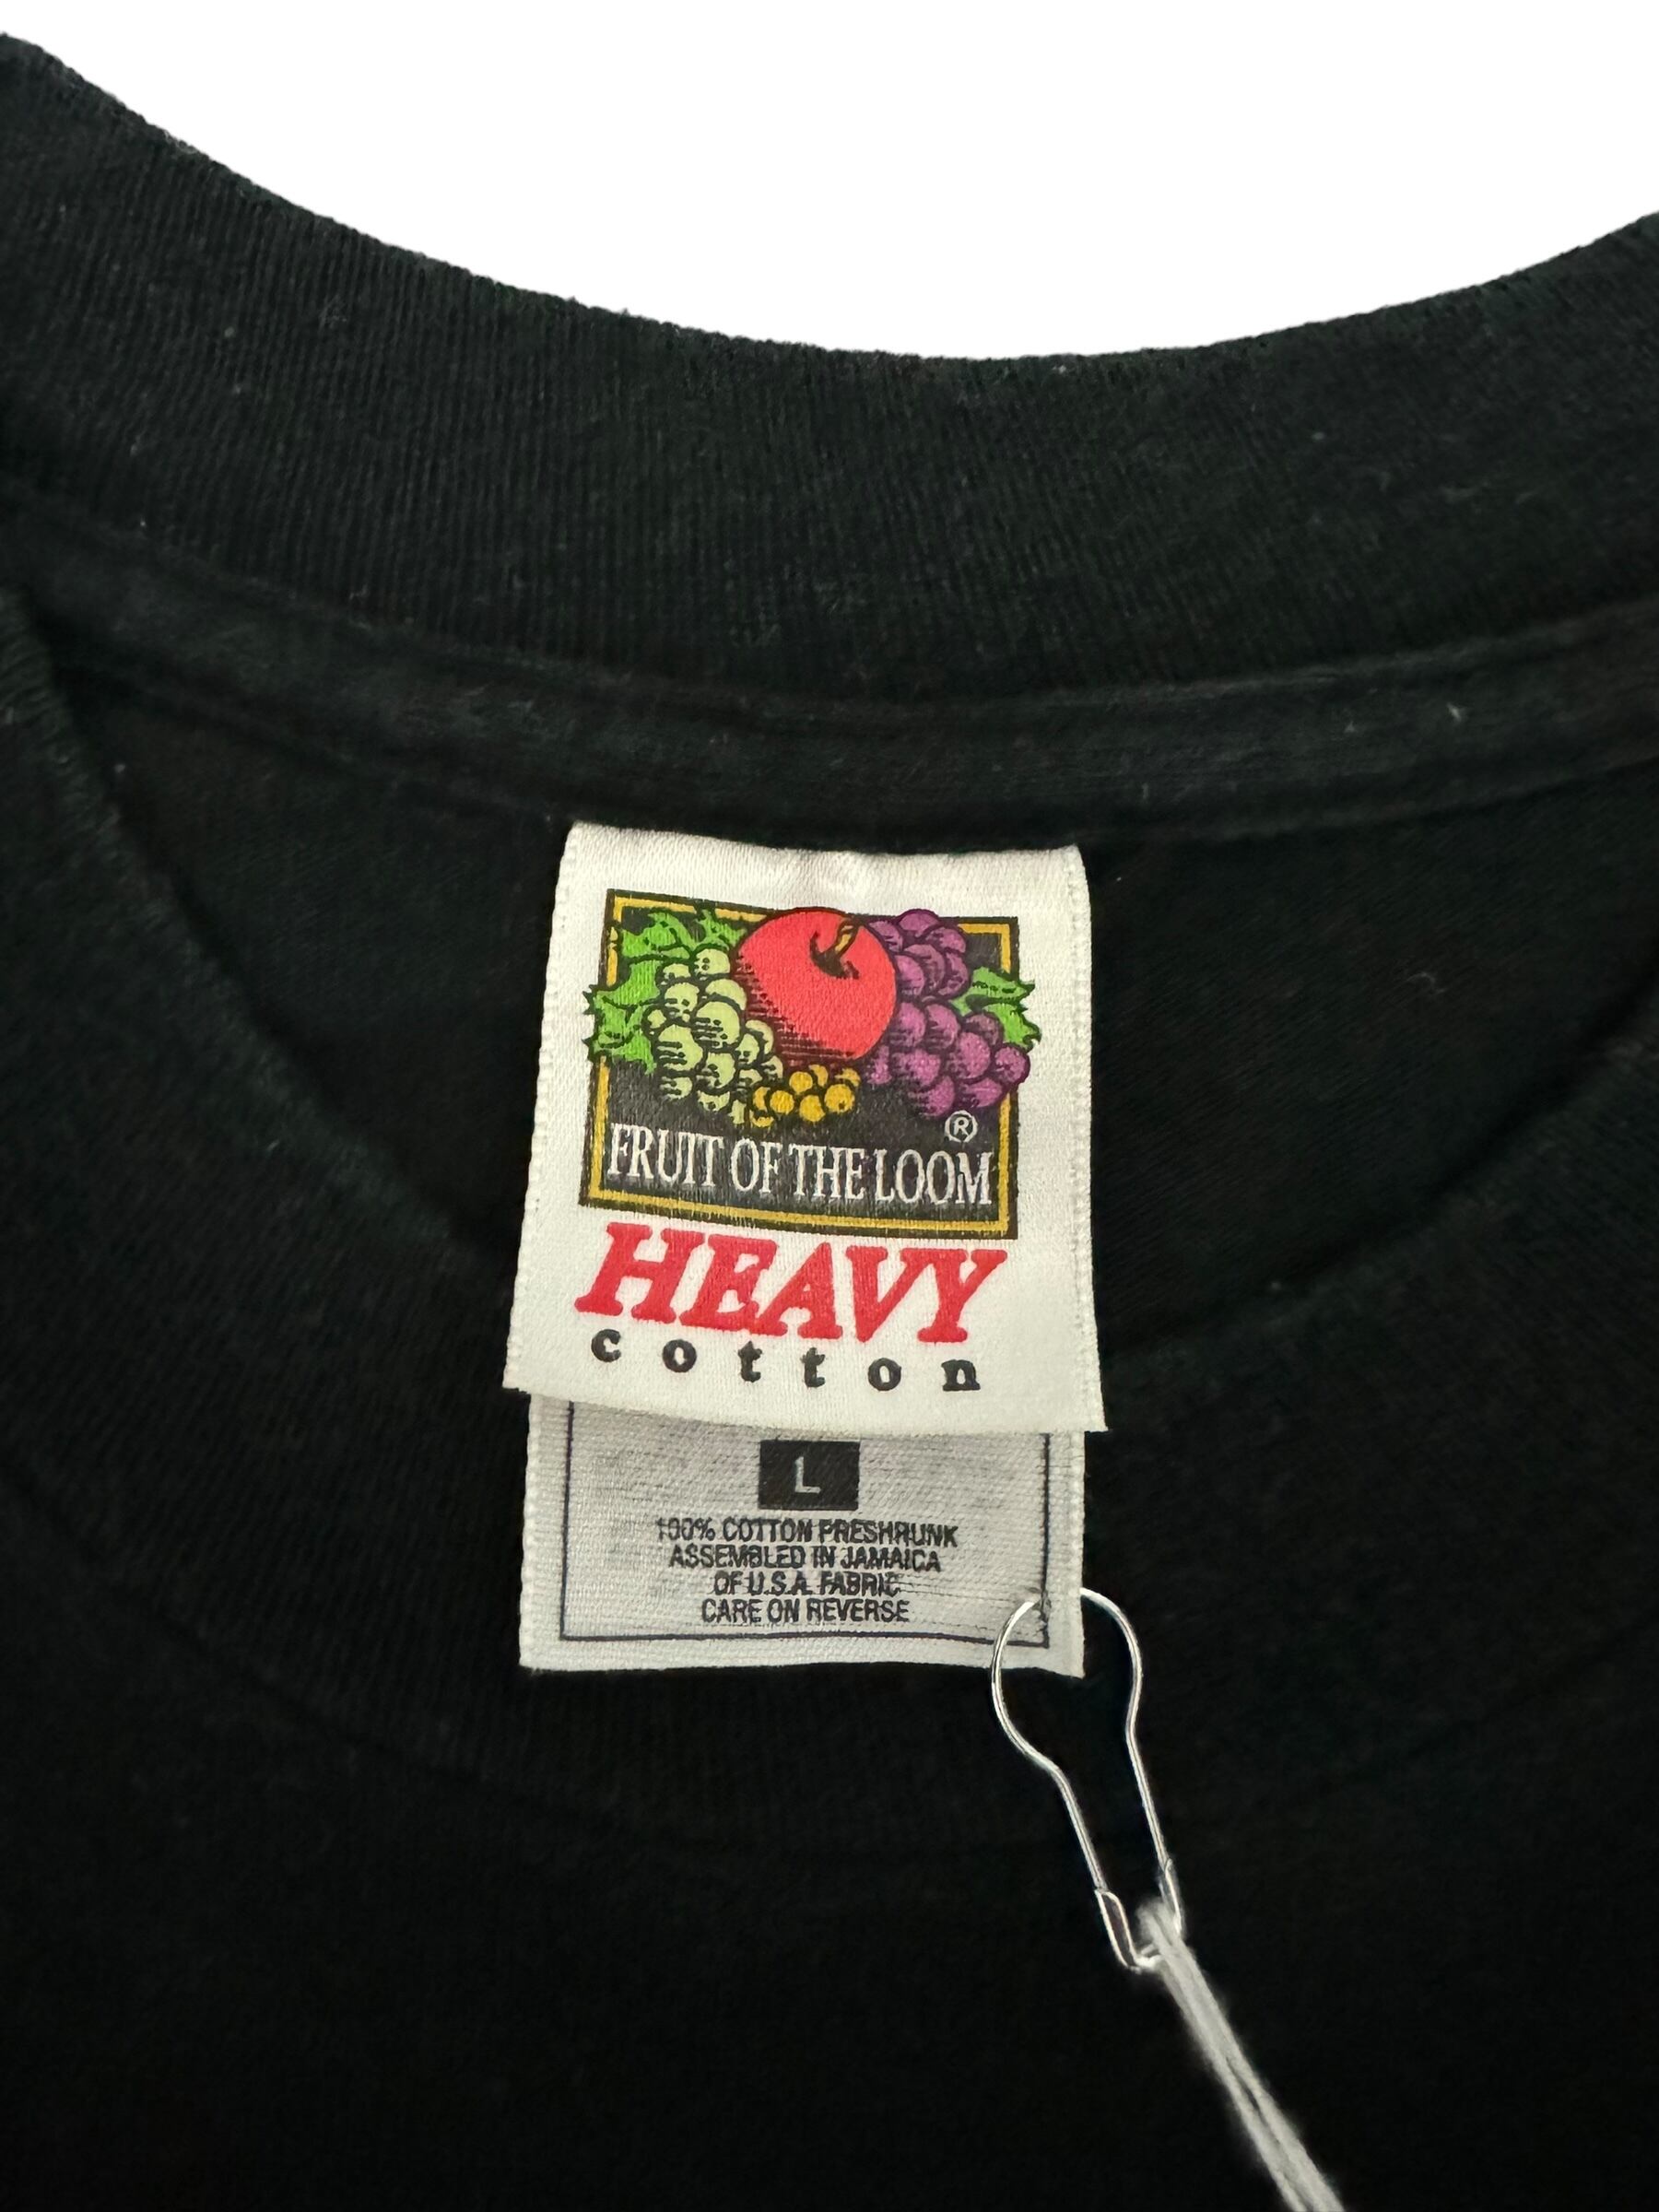 ®
FRUIT OF THE LOOM
HEAVY
cotton
L
100% COTTON PRESHRUNK
ASSEMBLED IN JAMAICA
OF U.S.A. FABRIC
CARE ON REVERSE